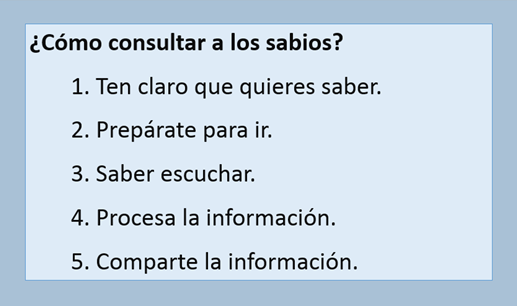 ¿Cómo consultar a los sabios?
1. Ten claro que quieres saber.
2. Prepárate para ir.
3. Saber escuchar.
4. Procesa la información.
5. Comparte la información.